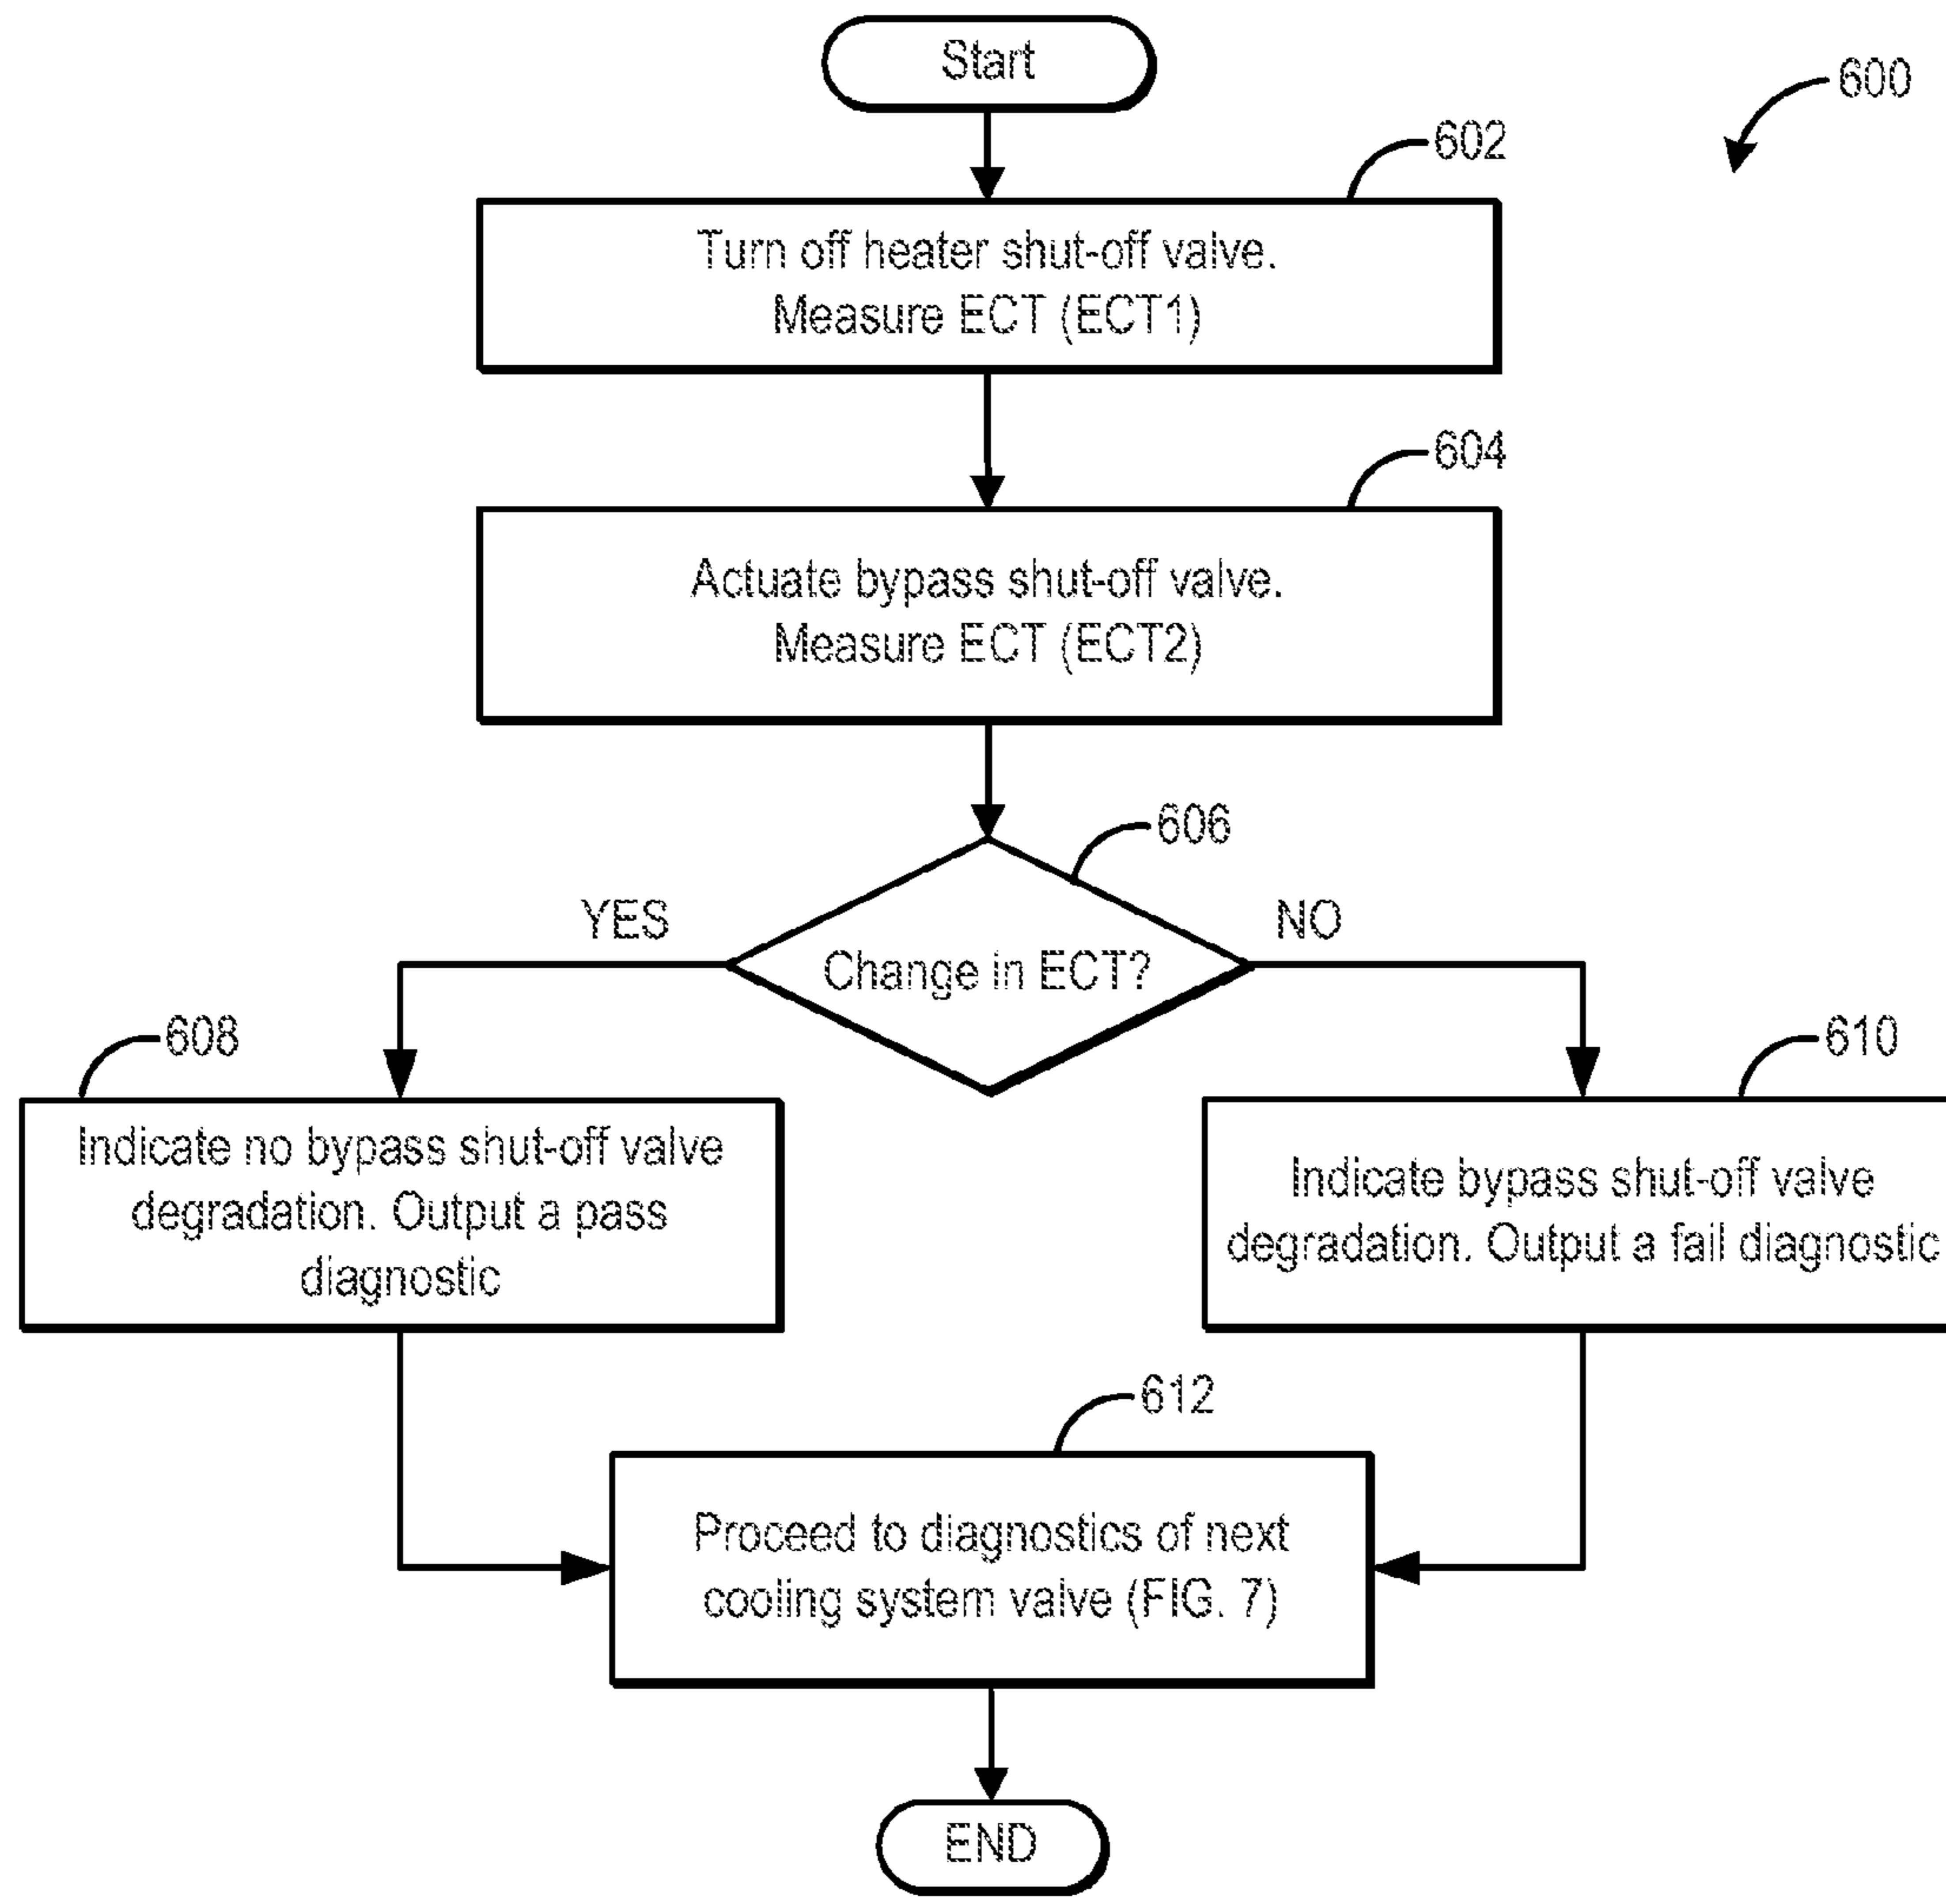 Start
600
602
Turn off heater shut-off valve.
Measure ECT (ECT1)
604
Actuate bypass shut-off valve.
Measure ECT (ECT2)
606
YES
NO
Change in ECT?
608
610
Indicate no bypass shut-off valve
degradation. Output a pass
diagnostic
Indicate bypass shut-off valve
degradation. Output a fail diagnostic
612
Proceed to diagnostics of next
cooling system valve (FIG. 7)
END